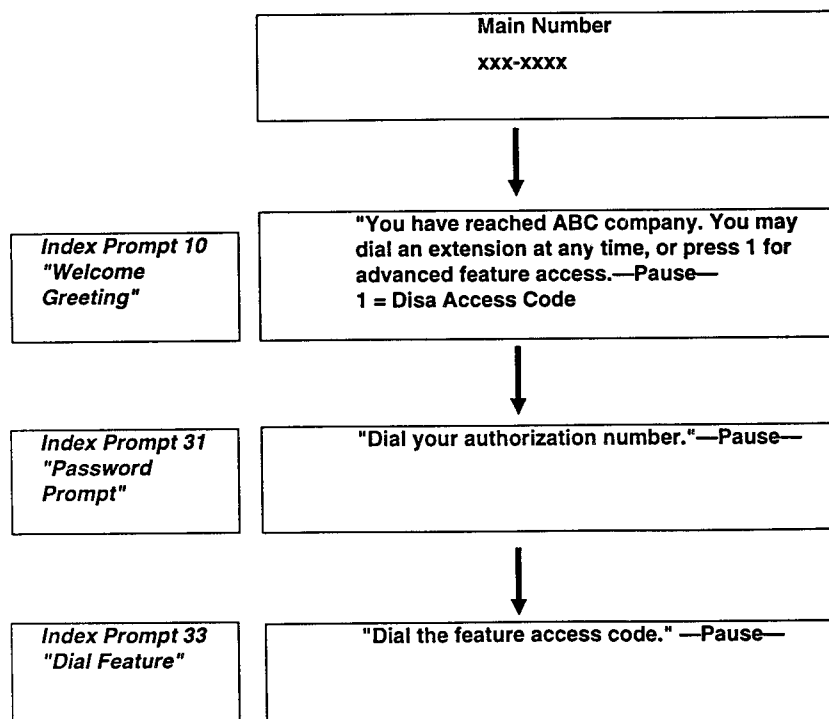 Main Number
xxx-xxxx
Index Prompt 10
"Welcome
Greeting"
"You have reached ABC company. You may
dial an extension at any time, or press 1 for
advanced feature access.—Pause—
1 = Disa Access Code
Index Prompt 31
"Password
Prompt"
"Dial your authorization number."—Pause—
Index Prompt 33
"Dial Feature"
"Dial the feature access code." —Pause—